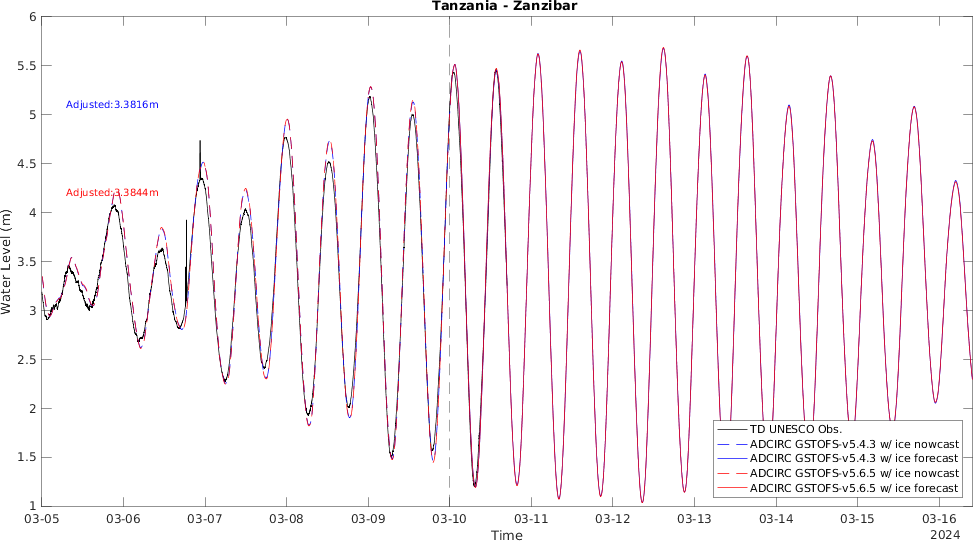 Tanzania - Zanzibar
6
5.5
5
4.5
4
3.5
3
2.5
2
1.5
1
Water Level (m)
Adjusted:3.3816m
Adjusted:3.3844m
TD UNESCO Obs.
ADCIRC GSTOFS-v5.4.3 w/ ice nowcast
ADCIRC GSTOFS-v5.4.3 w/ ice forecast
ADCIRC GSTOFS-v5.6.5 w/ ice nowcast
ADCIRC GSTOFS-v5.6.5 w/ ice forecast
03-05 03-06 03-07 03-08 03-09 03-10 03-11 03-12 03-13 03-14 03-15 03-16
Time
2024